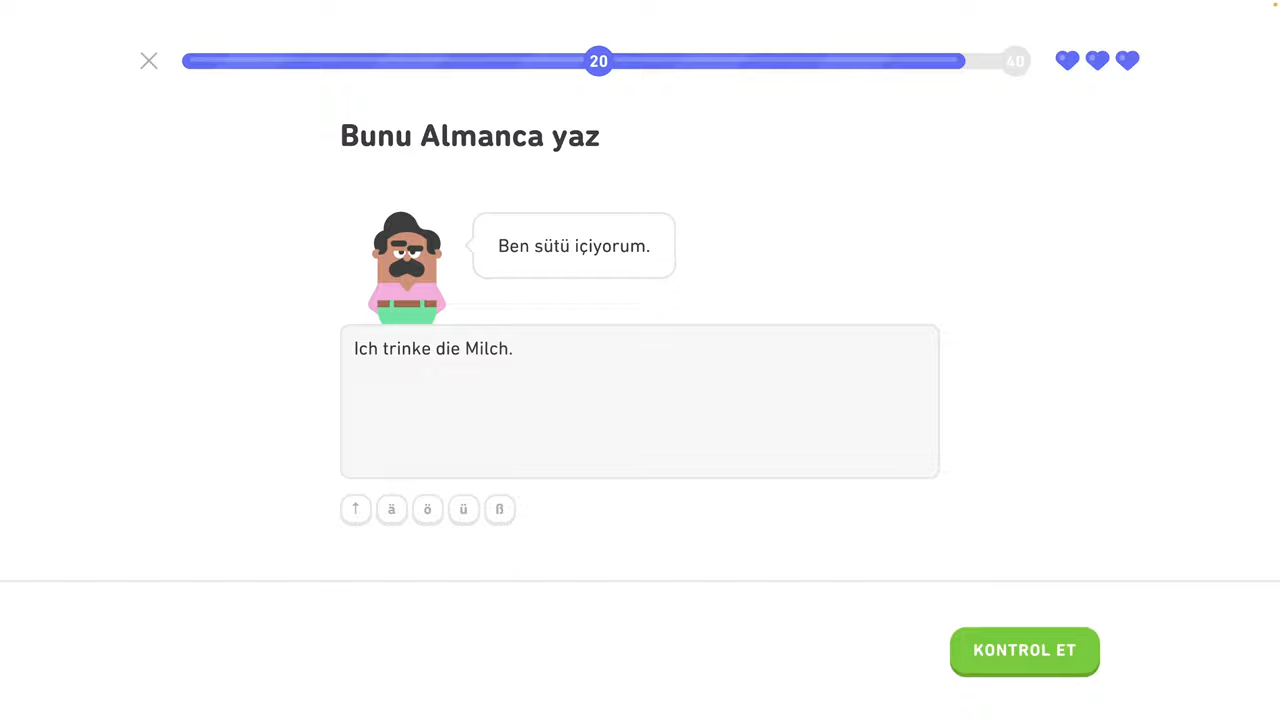 20
40
Bunu Almanca yaz
Ben sütü içiyorum.
Ich trinke die Milch.
↑ ä ö ü ß
KONTROL ET